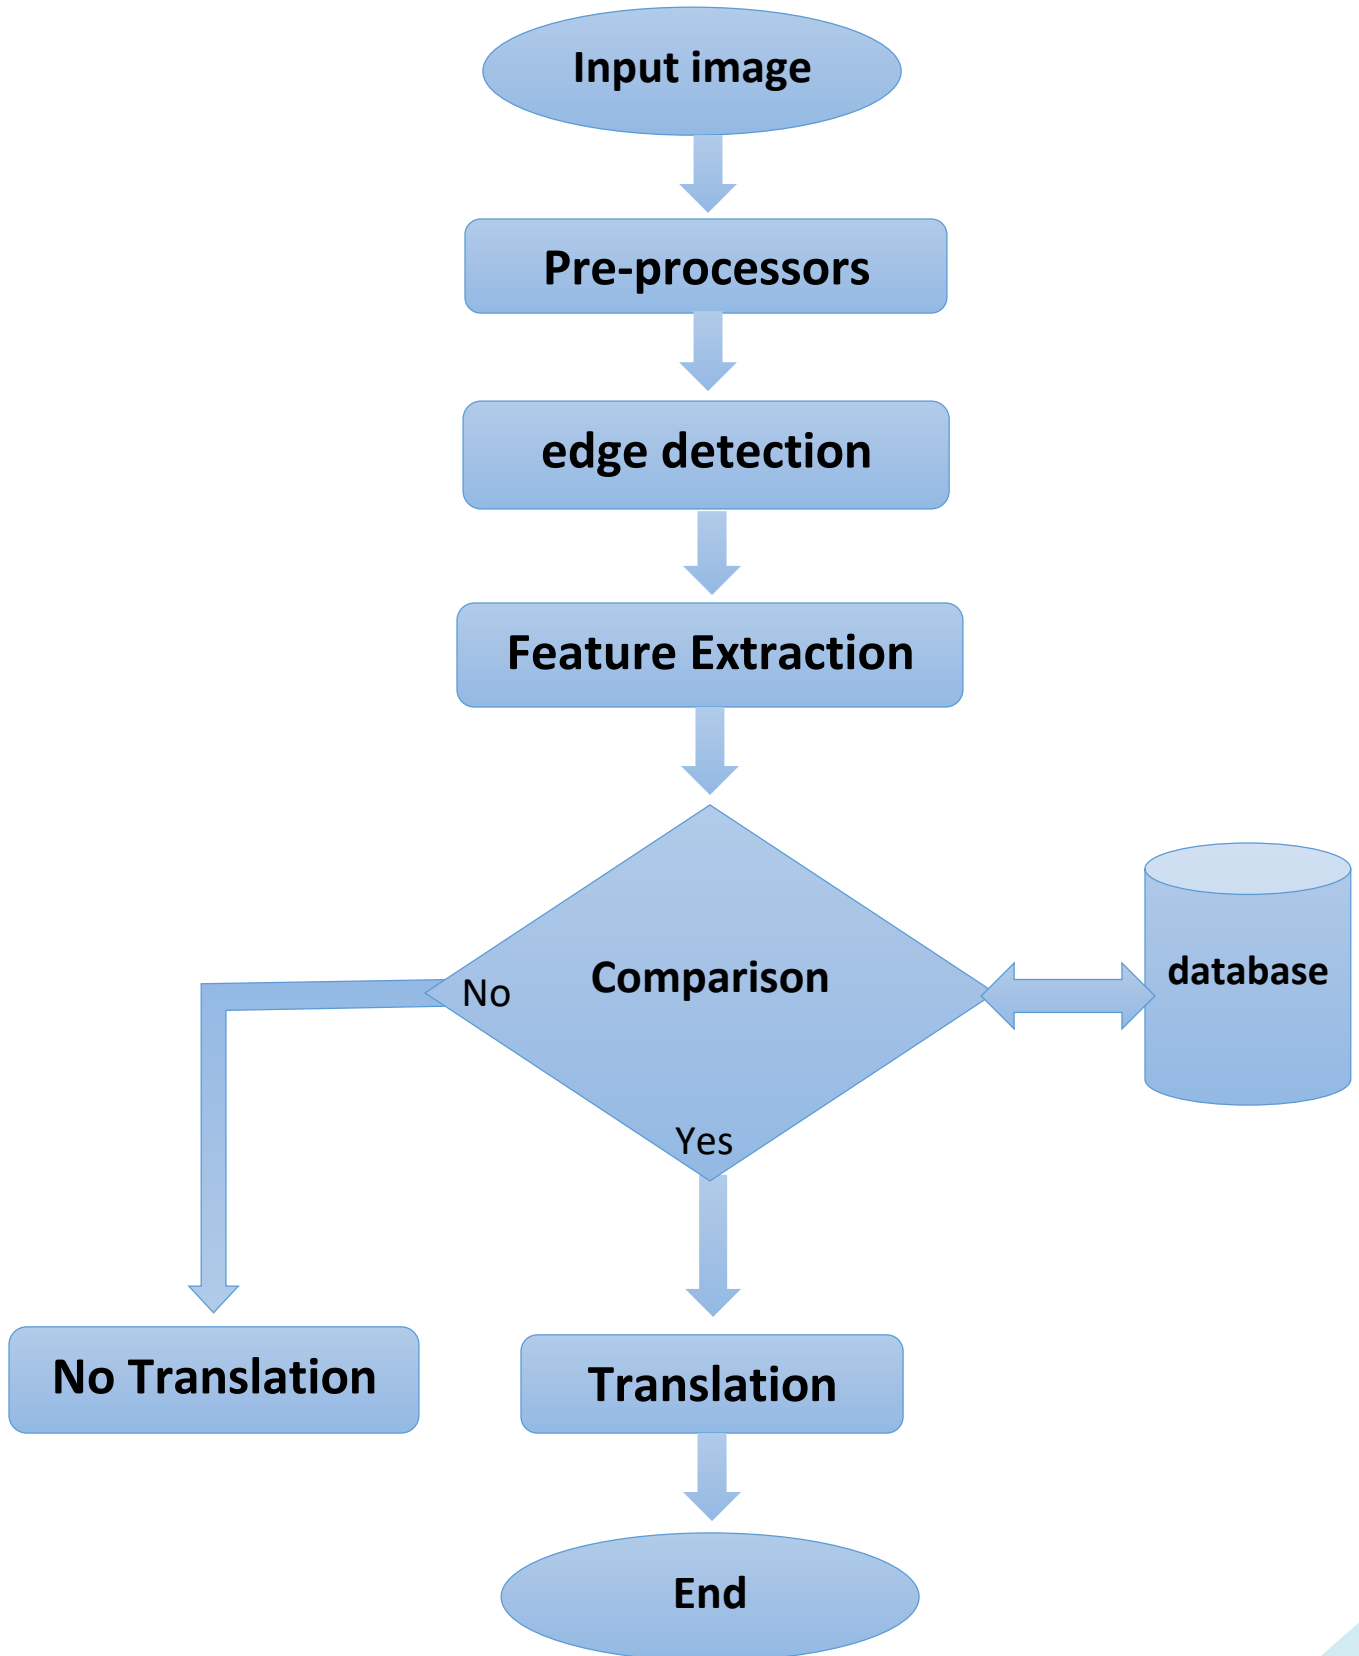 Input image
Pre-processors
edge detection
Feature Extraction
Comparison
database
No
Yes
No Translation
Translation
End